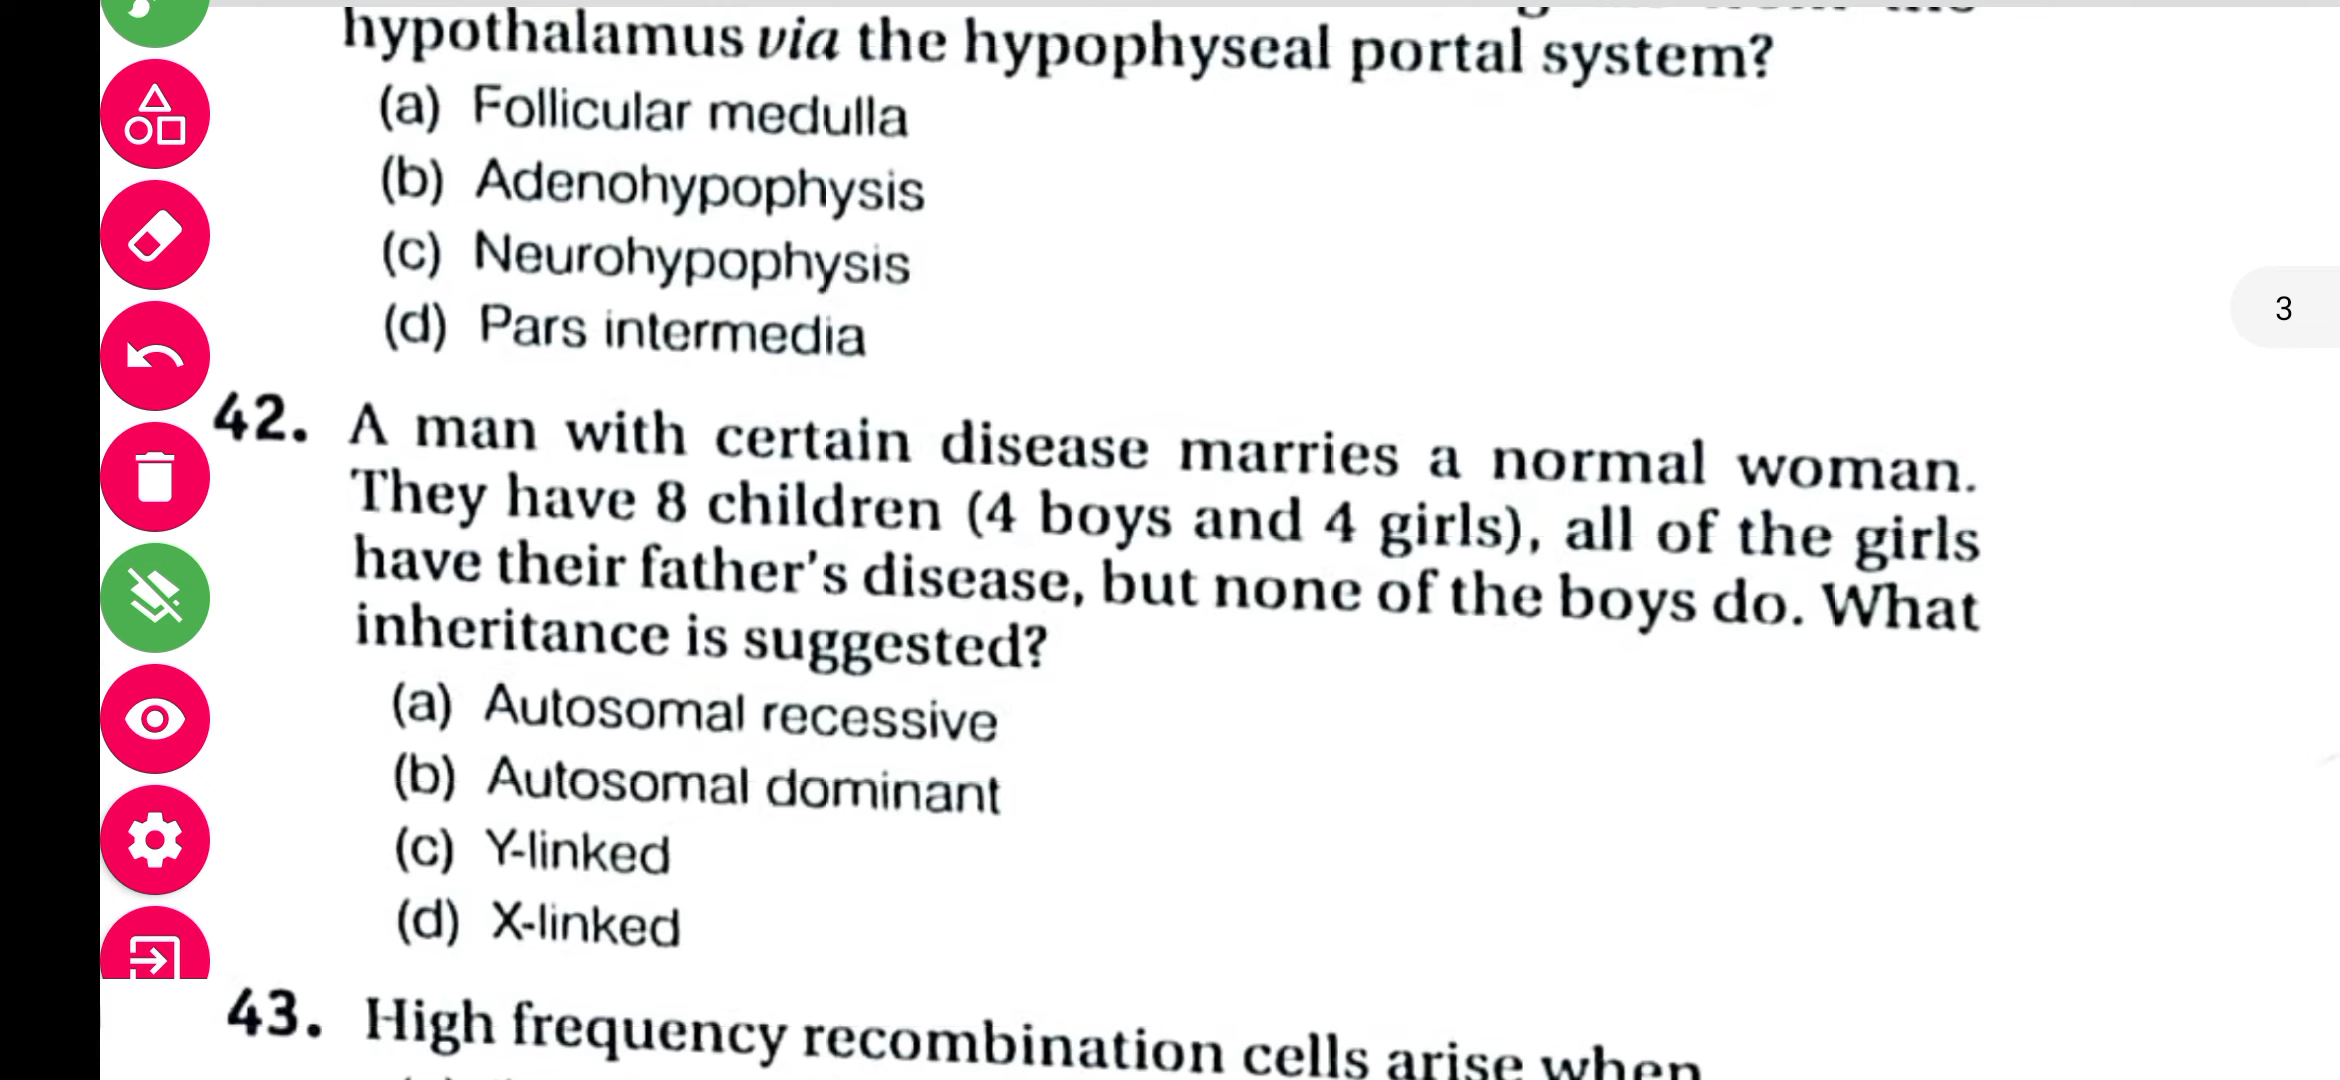 hypothalamus via the hypophyseal portal system?
(a) Follicular medulla
(b) Adenohypophysis
(c) Neurohypophysis
(d) Pars intermedia
3
42. A man with certain disease marries a normal woman.
They have 8 children (4 boys and 4 girls), all of the girls
have their father's disease, but none of the boys do. What
inheritance is suggested?
(a) Autosomal recessive
(b) Autosomal dominant
(c) Y-linked
(d) X-linked
43. High frequency recombination cells arise when